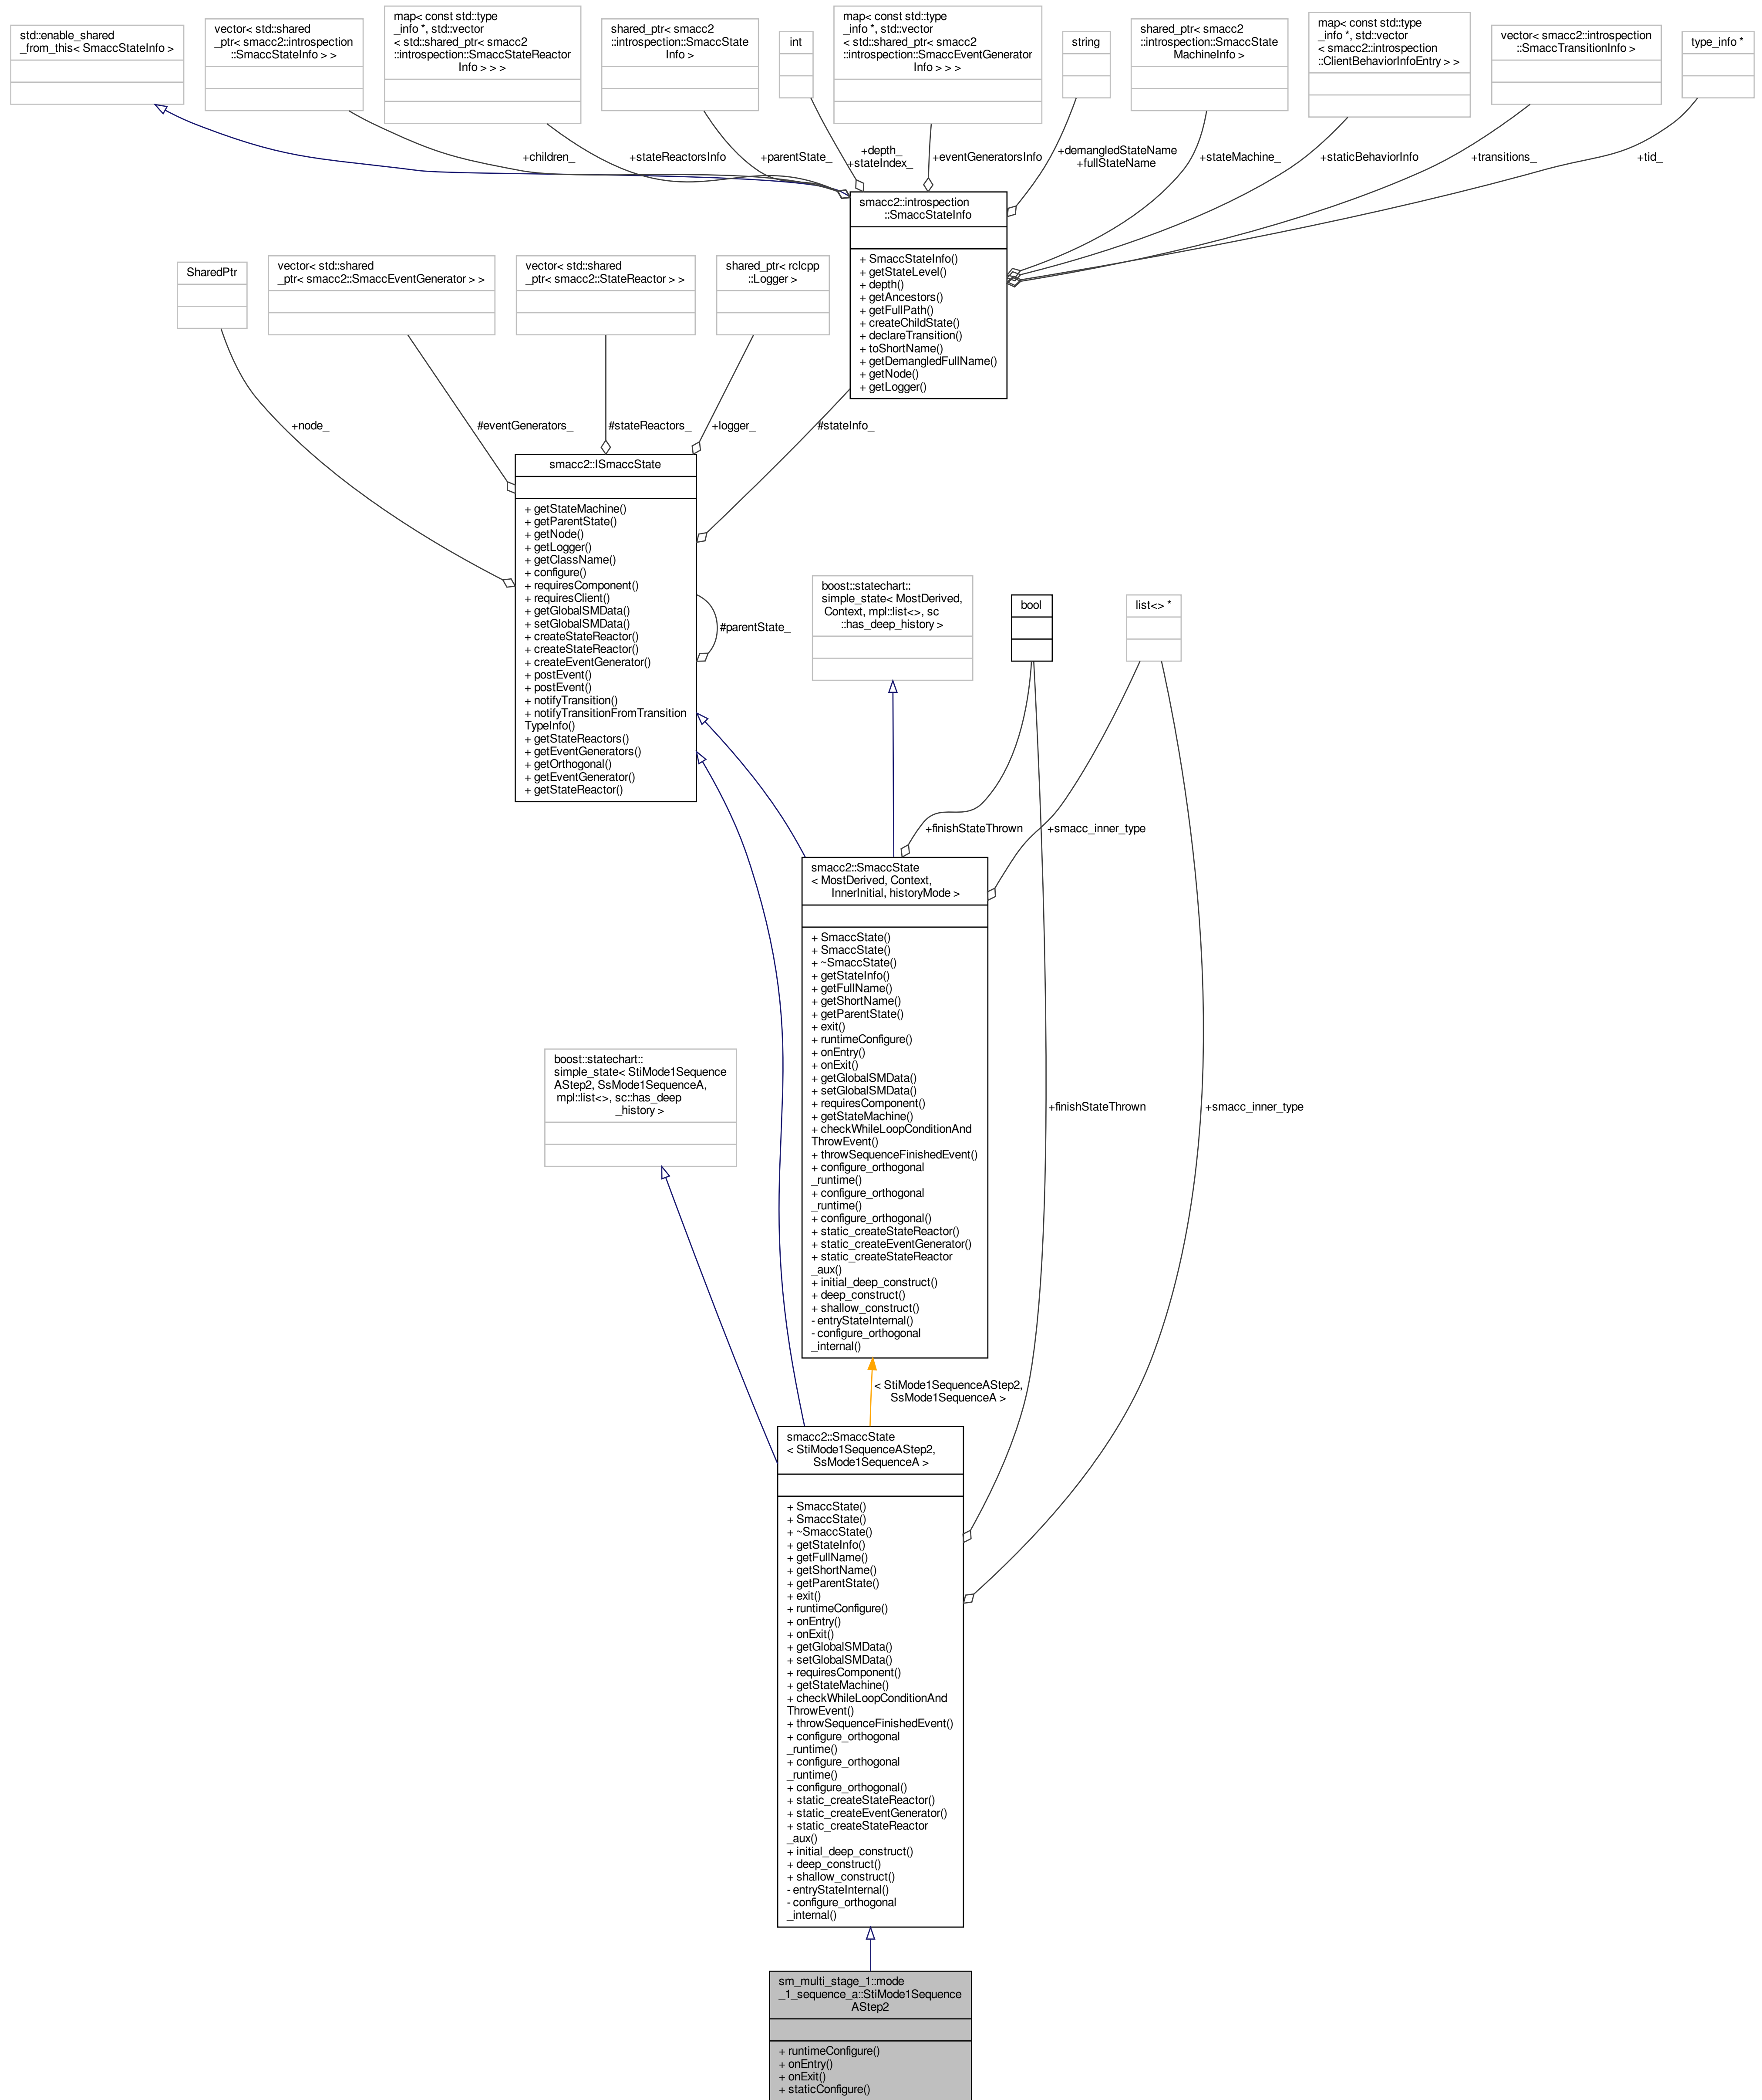 std::enable_shared
_from_this< SmaccStateInfo >
vector< std::shared
_ptr< smacc2::introspection
::SmaccStateInfo > >
map< const std::type
_info *, std::vector
< std::shared_ptr< smacc2
::introspection::SmaccStateReactor
Info > > >
shared_ptr< smacc2
::introspection::SmaccState
Info >
int
map< const std::type
_info *, std::vector
< std::shared_ptr< smacc2
::introspection::SmaccEventGenerator
Info > > >
string
shared_ptr< smacc2
::introspection::SmaccState
MachineInfo >
map< const std::type
_info *, std::vector
< smacc2::introspection
::ClientBehaviorInfoEntry > >
vector< smacc2::introspection
::SmaccTransitionInfo >
type_info *
+children_
+stateReactorsInfo
+parentState_
+depth_
+stateIndex_
+eventGeneratorsInfo
+demangledStateName
+fullStateName
+stateMachine_
+staticBehaviorInfo
+transitions_
+tid_
smacc2::introspection
::SmaccStateInfo
+ SmaccStateInfo()
+ getStateLevel()
+ depth()
+ getAncestors()
+ getFullPath()
+ createChildState()
+ declareTransition()
+ toShortName()
+ getDemangledFullName()
+ getNode()
+ getLogger()
SharedPtr
vector< std::shared
_ptr< smacc2::SmaccEventGenerator > >
vector< std::shared
_ptr< smacc2::StateReactor > >
shared_ptr< rclcpp
::Logger >
+node_
#eventGenerators_
#stateReactors_
+logger_
#stateInfo_
smacc2::ISmaccState
+ getStateMachine()
+ getParentState()
+ getNode()
+ getLogger()
+ getClassName()
+ configure()
+ requiresComponent()
+ requiresClient()
+ getGlobalSMData()
+ setGlobalSMData()
+ createStateReactor()
+ createStateReactor()
+ createEventGenerator()
+ postEvent()
+ postEvent()
+ notifyTransition()
+ notifyTransitionFromTransition
TypeInfo()
+ getStateReactors()
+ getEventGenerators()
+ getOrthogonal()
+ getEventGenerator()
+ getStateReactor()
#parentState_
boost::statechart::
simple_state< MostDerived,
Context, mpl::list<>, sc
::has_deep_history >
bool
list<> *
+finishStateThrown
+smacc_inner_type
smacc2::SmaccState
< MostDerived, Context,
InnerInitial, historyMode >
+ SmaccState()
+ SmaccState()
+ ~SmaccState()
+ getStateInfo()
+ getFullName()
+ getShortName()
+ getParentState()
+ exit()
+ runtimeConfigure()
+ onEntry()
+ onExit()
+ getGlobalSMData()
+ setGlobalSMData()
+ requiresComponent()
+ getStateMachine()
+ checkWhileLoopConditionAnd
ThrowEvent()
+ throwSequenceFinishedEvent()
+ configure_orthogonal
_runtime()
+ configure_orthogonal
_runtime()
+ configure_orthogonal()
+ static_createStateReactor()
+ static_createEventGenerator()
+ static_createStateReactor
_aux()
+ initial_deep_construct()
+ deep_construct()
+ shallow_construct()
- entryStateInternal()
- configure_orthogonal
_internal()
boost::statechart::
simple_state< StiMode1Sequence
AStep2, SsMode1SequenceA,
mpl::list<>, sc::has_deep
_history >
+finishStateThrown
+smacc_inner_type
< StiMode1SequenceAStep2,
SsMode1SequenceA >
smacc2::SmaccState
< StiMode1SequenceAStep2,
SsMode1SequenceA >
+ SmaccState()
+ SmaccState()
+ ~SmaccState()
+ getStateInfo()
+ getFullName()
+ getShortName()
+ getParentState()
+ exit()
+ runtimeConfigure()
+ onEntry()
+ onExit()
+ getGlobalSMData()
+ setGlobalSMData()
+ requiresComponent()
+ getStateMachine()
+ checkWhileLoopConditionAnd
ThrowEvent()
+ throwSequenceFinishedEvent()
+ configure_orthogonal
_runtime()
+ configure_orthogonal
_runtime()
+ configure_orthogonal()
+ static_createStateReactor()
+ static_createEventGenerator()
+ static_createStateReactor
_aux()
+ initial_deep_construct()
+ deep_construct()
+ shallow_construct()
- entryStateInternal()
- configure_orthogonal
_internal()
sm_multi_stage_1::mode
_1_sequence_a::StiMode1Sequence
AStep2
+ runtimeConfigure()
+ onEntry()
+ onExit()
+ staticConfigure()